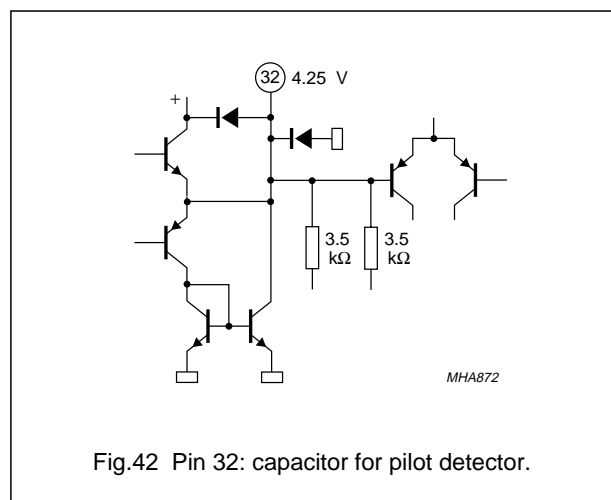 32 4.25 V
+
3.5 kΩ
3.5 kΩ
MHA872
Fig.42 Pin 32: capacitor for pilot detector.